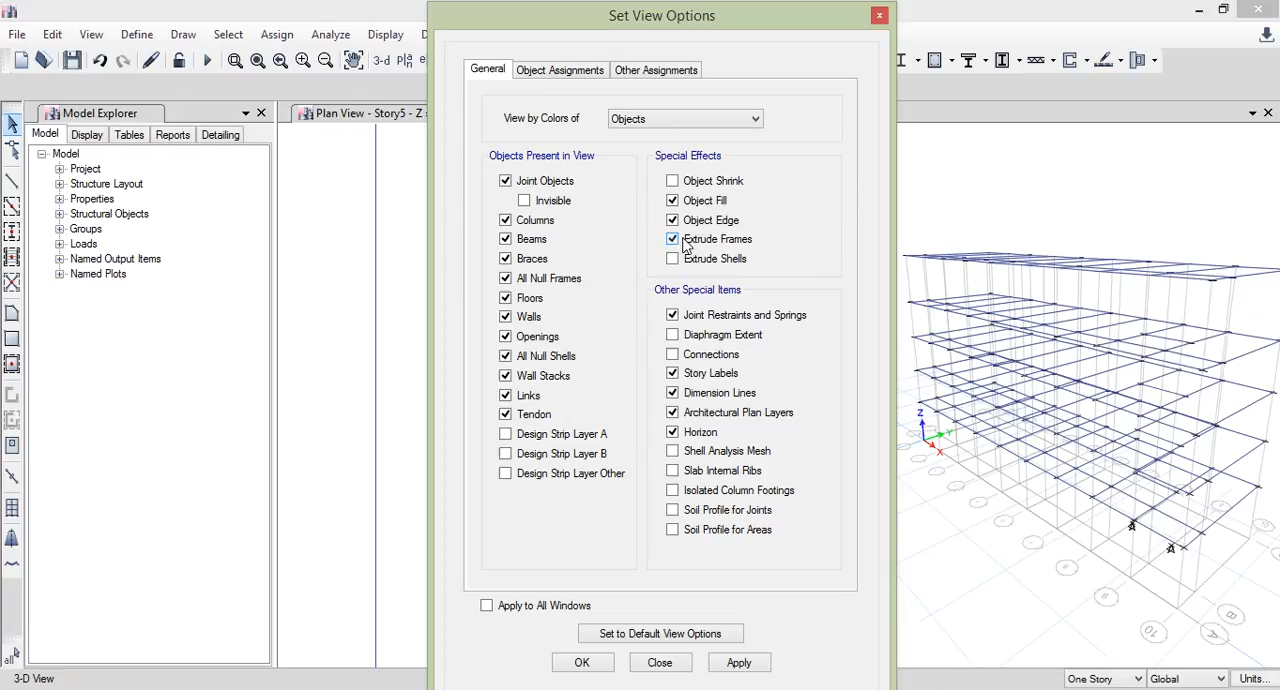 Set View Options
File Edit View Define Draw Select Assign Analyze Display
3-d
Model Explorer
Plan View - Story5 - Z =
Model Display Tables Reports Detailing
Model
Project
Structure Layout
Properties
Structural Objects
Groups
Loads
Named Output Items
Named Plots
General Object Assignments Other Assignments
View by Colors of Objects
Objects Present in View
Joint Objects
Invisible
Columns
Beams
Braces
All Null Frames
Floors
Walls
Openings
All Null Shells
Wall Stacks
Links
Tendon
Design Strip Layer A
Design Strip Layer B
Design Strip Layer Other
Special Effects
Object Shrink
Object Fill
Object Edge
Extrude Frames
Extrude Shells
Other Special Items
Joint Restraints and Springs
Diaphragm Extent
Connections
Story Labels
Dimension Lines
Architectural Plan Layers
Horizon
Shell Analysis Mesh
Slab Internal Ribs
Isolated Column Footings
Soil Profile for Joints
Soil Profile for Areas
Apply to All Windows
Set to Default View Options
OK Close Apply
Z
Y
X
10
A
B
all
3-D View
One Story Global Units...